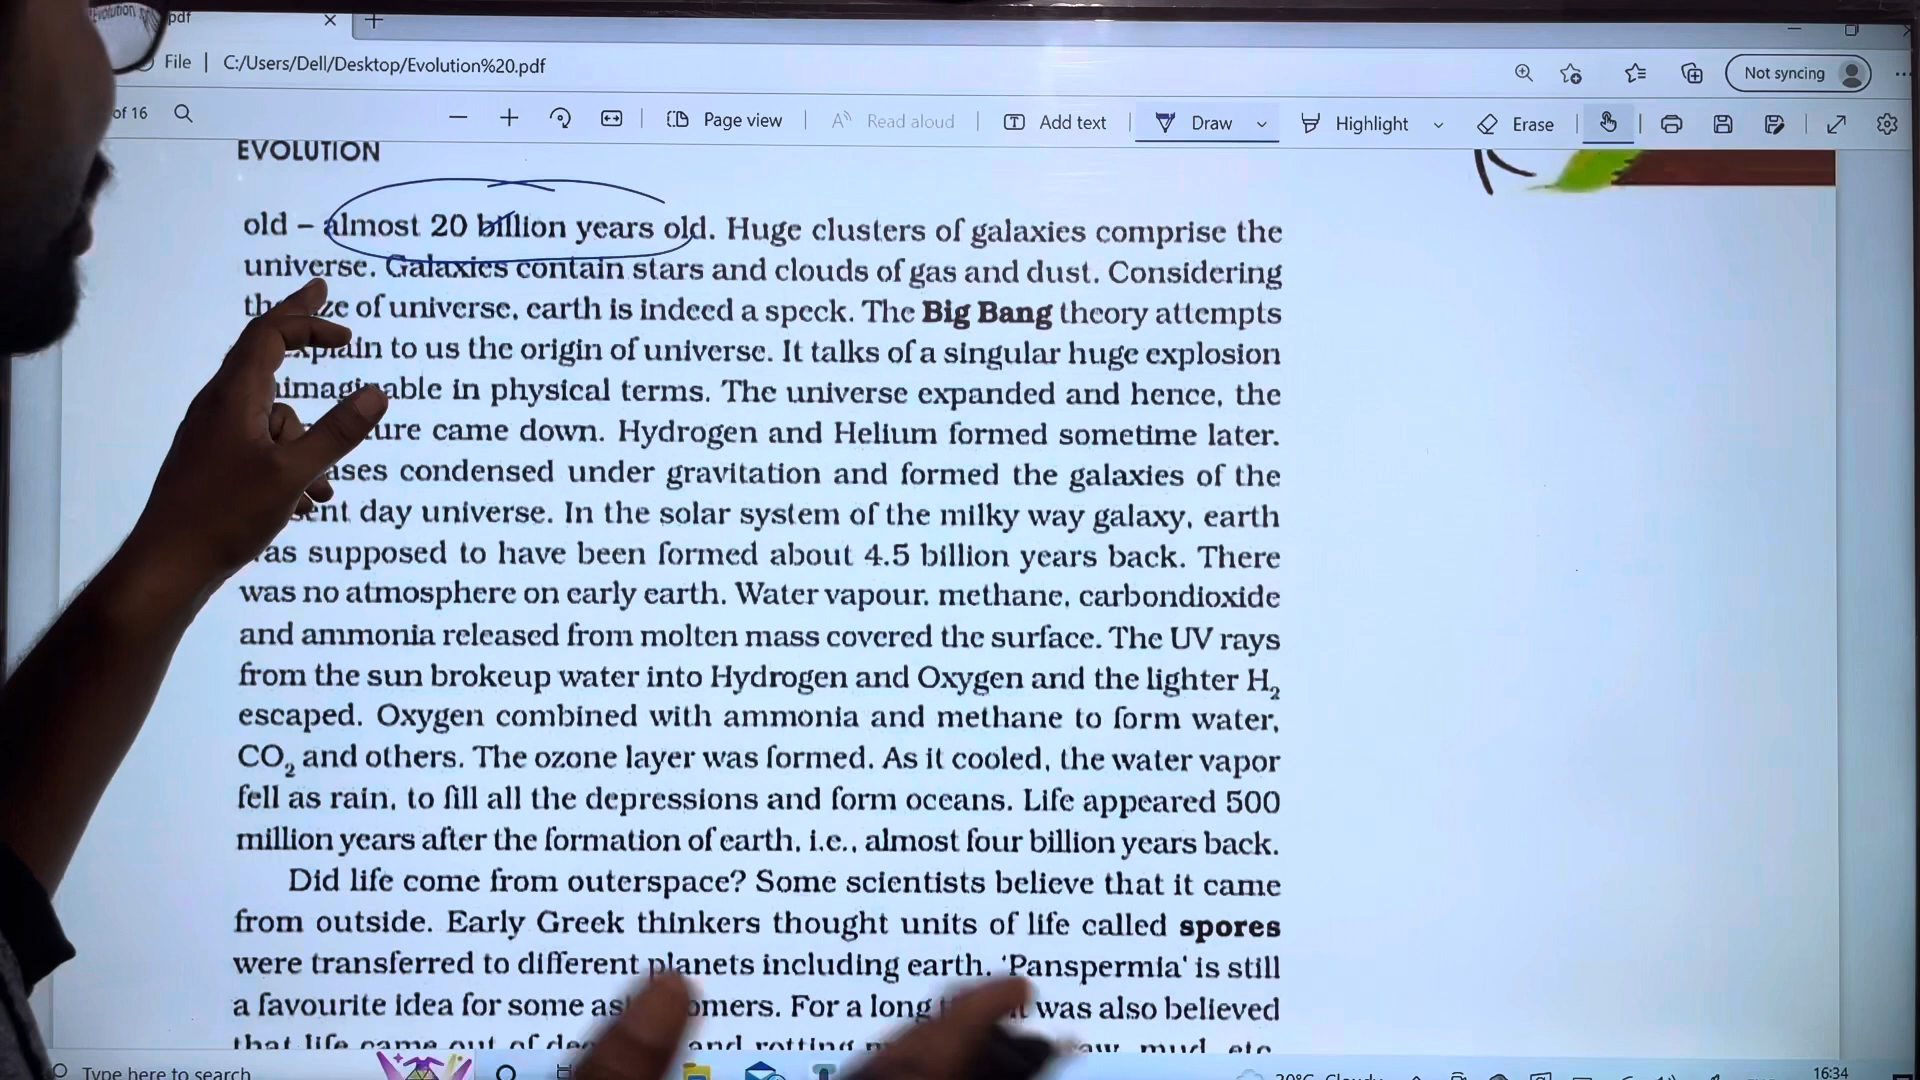 pdf
File | C:/Users/Dell/Desktop/Evolution%20.pdf
Not syncing
of 16
Page view
Read aloud
Add text
Draw
Highlight
Erase
EVOLUTION
old – almost 20 billion years old. Huge clusters of galaxies comprise the
universe. Galaxies contain stars and clouds of gas and dust. Considering
of universe, earth is indeed a speck. The Big Bang theory attempts
to us the origin of universe. It talks of a singular huge explosion
in physical terms. The universe expanded and hence, the
came down. Hydrogen and Helium formed sometime later.
condensed under gravitation and formed the galaxies of the
day universe. In the solar system of the milky way galaxy, earth
supposed to have been formed about 4.5 billion years back. There
was no atmosphere on early earth. Water vapour, methane, carbondioxide
and ammonia released from molten mass covered the surface. The UV rays
from the sun brokeup water into Hydrogen and Oxygen and the lighter H₂
escaped. Oxygen combined with ammonia and methane to form water,
CO₂ and others. The ozone layer was formed. As it cooled, the water vapor
fell as rain, to fill all the depressions and form oceans. Life appeared 500
million years after the formation of earth, i.e., almost four billion years back.
Did life come from outerspace? Some scientists believe that it came
from outside. Early Greek thinkers thought units of life called spores
were transferred to different planets including earth. ‘Panspermia‘ is still
a favourite idea for some For a long was also believed
that life came out of and rotting mud, etc.
Type here to search
16:34